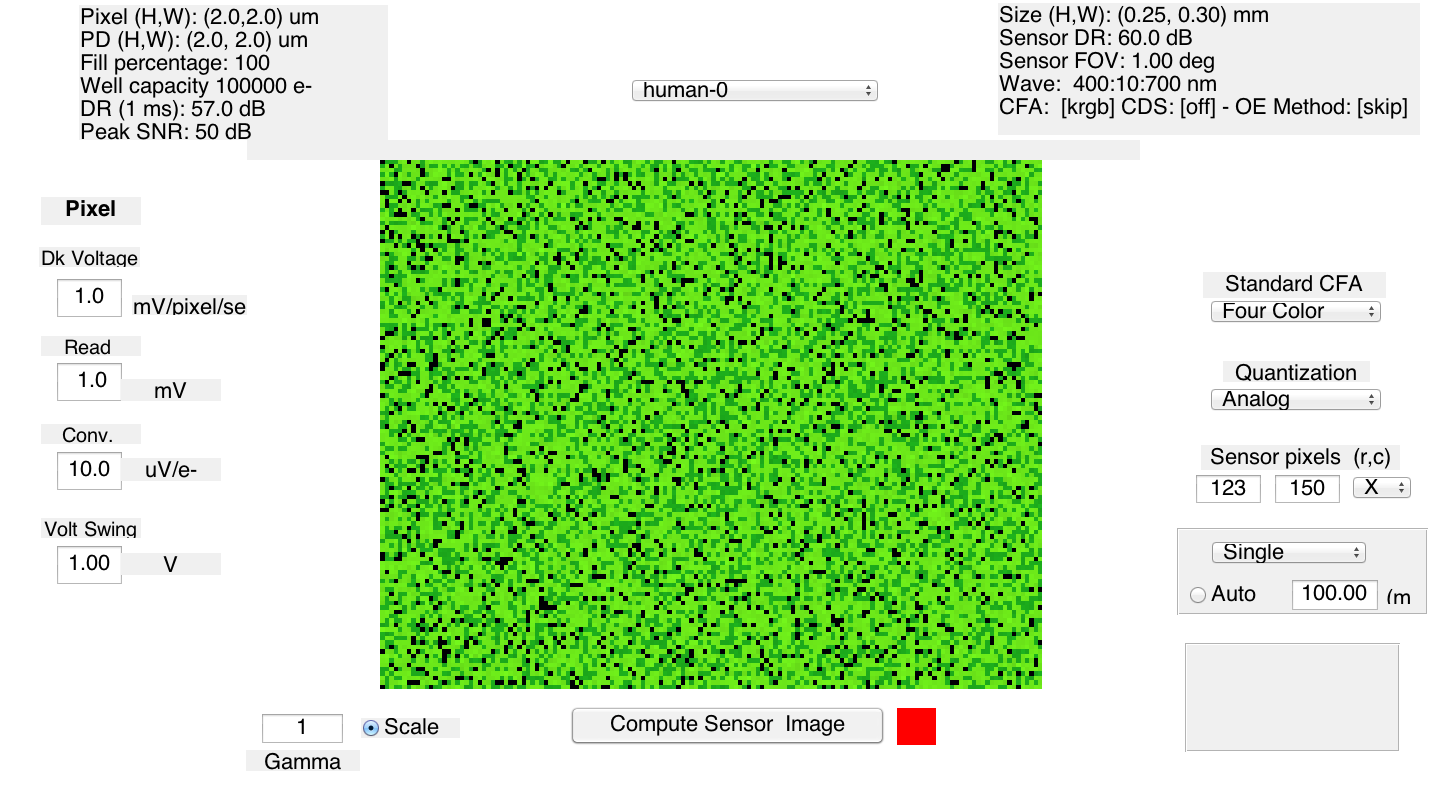 Pixel (H,W): (2.0,2.0) um
PD (H,W): (2.0, 2.0) um
Fill percentage: 100
Well capacity 100000 e-
DR (1 ms): 57.0 dB
Peak SNR: 50 dB
human-0
Size (H,W): (0.25, 0.30) mm
Sensor DR: 60.0 dB
Sensor FOV: 1.00 deg
Wave: 400:10:700 nm
CFA: [krgb] CDS: [off] - OE Method: [skip]
Pixel
Dk Voltage
1.0 mV/pixel/se
Read
1.0 mV
Conv.
10.0 uV/e-
Volt Swing
1.00 V
Standard CFA
Four Color
Quantization
Analog
Sensor pixels (r,c)
123 150 X
Single
Auto 100.00 (m
1 Scale
Gamma
Compute Sensor Image